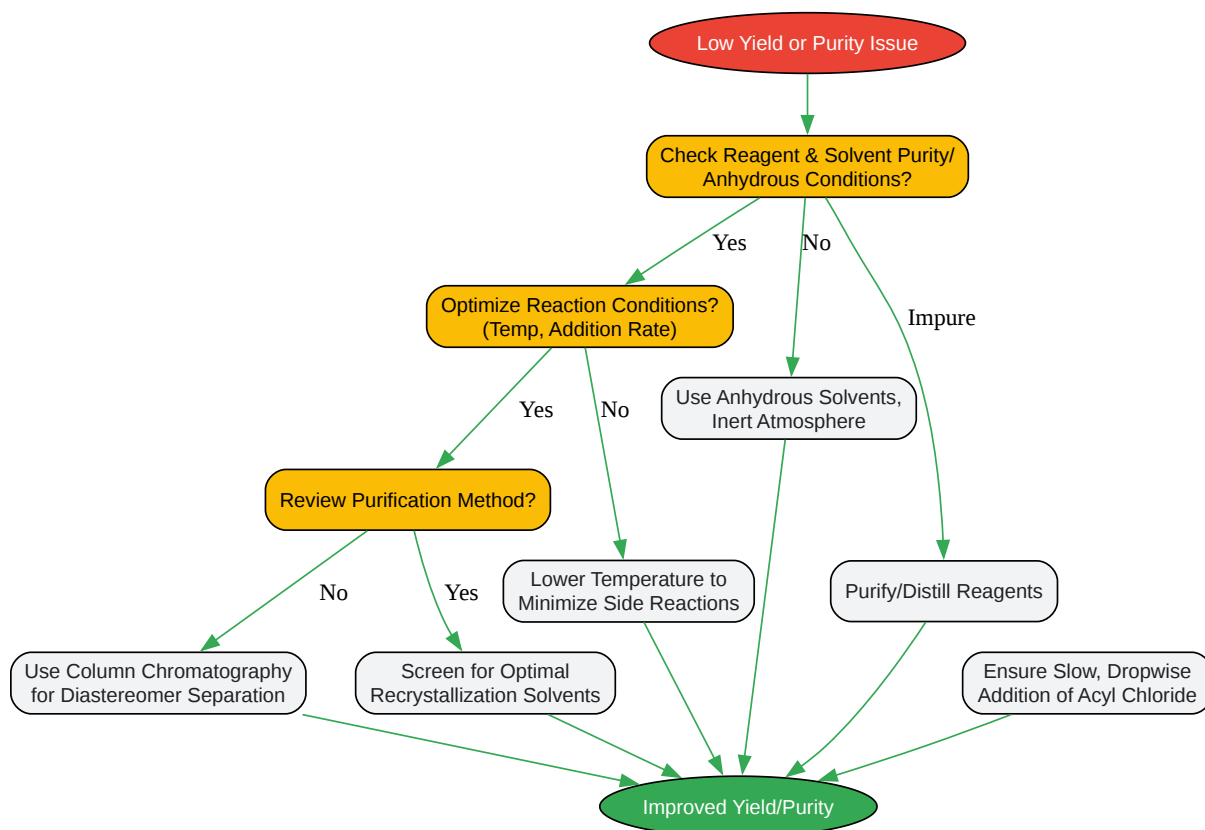 Low Yield or Purity Issue
Check Reagent & Solvent Purity/
Anhydrous Conditions?
Yes
No
Impure
Optimize Reaction Conditions?
(Temp, Addition Rate)
Use Anhydrous Solvents,
Inert Atmosphere
Yes
No
Review Purification Method?
Lower Temperature to
Minimize Side Reactions
Purify/Distill Reagents
No
Yes
Use Column Chromatography
for Diastereomer Separation
Screen for Optimal
Recrystallization Solvents
Ensure Slow, Dropwise
Addition of Acyl Chloride
Improved Yield/Purity